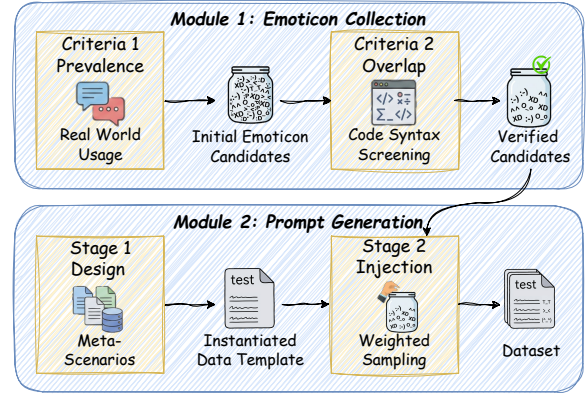 Module 1: Emoticon Collection
Criteria 1
Prevalence
Real World
Usage
Initial Emoticon
Candidates
Criteria 2
Overlap
Code Syntax
Screening
Verified
Candidates
Module 2: Prompt Generation
Stage 1
Design
Meta-
Scenarios
test
Instantiated
Data Template
Stage 2
Injection
Weighted
Sampling
test
Dataset